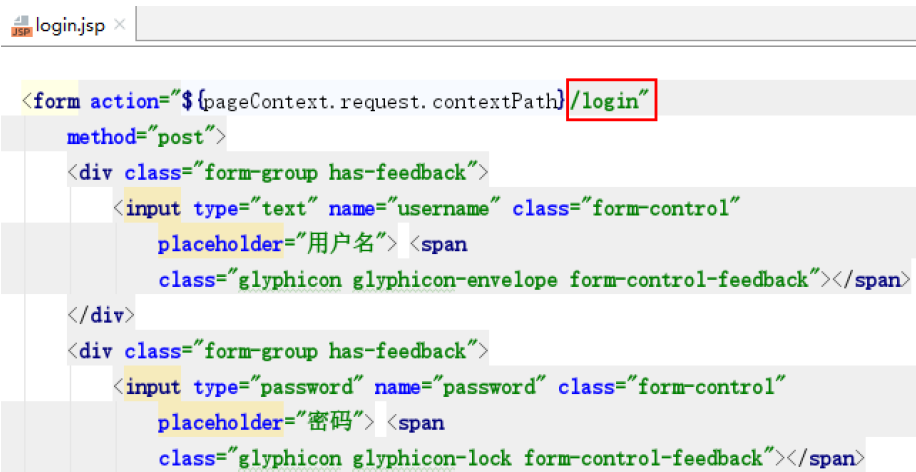 JSP login.jsp ×
<form action="${pageContext.request.contextPath}/login"
method="post">
<div class="form-group has-feedback">
<input type="text" name="username" class="form-control"
placeholder="用户名"> <span
class="glyphicon glyphicon-envelope form-control-feedback"></span>
</div>
<div class="form-group has-feedback">
<input type="password" name="password" class="form-control"
placeholder="密码"> <span
class="glyphicon glyphicon-lock form-control-feedback"></span>